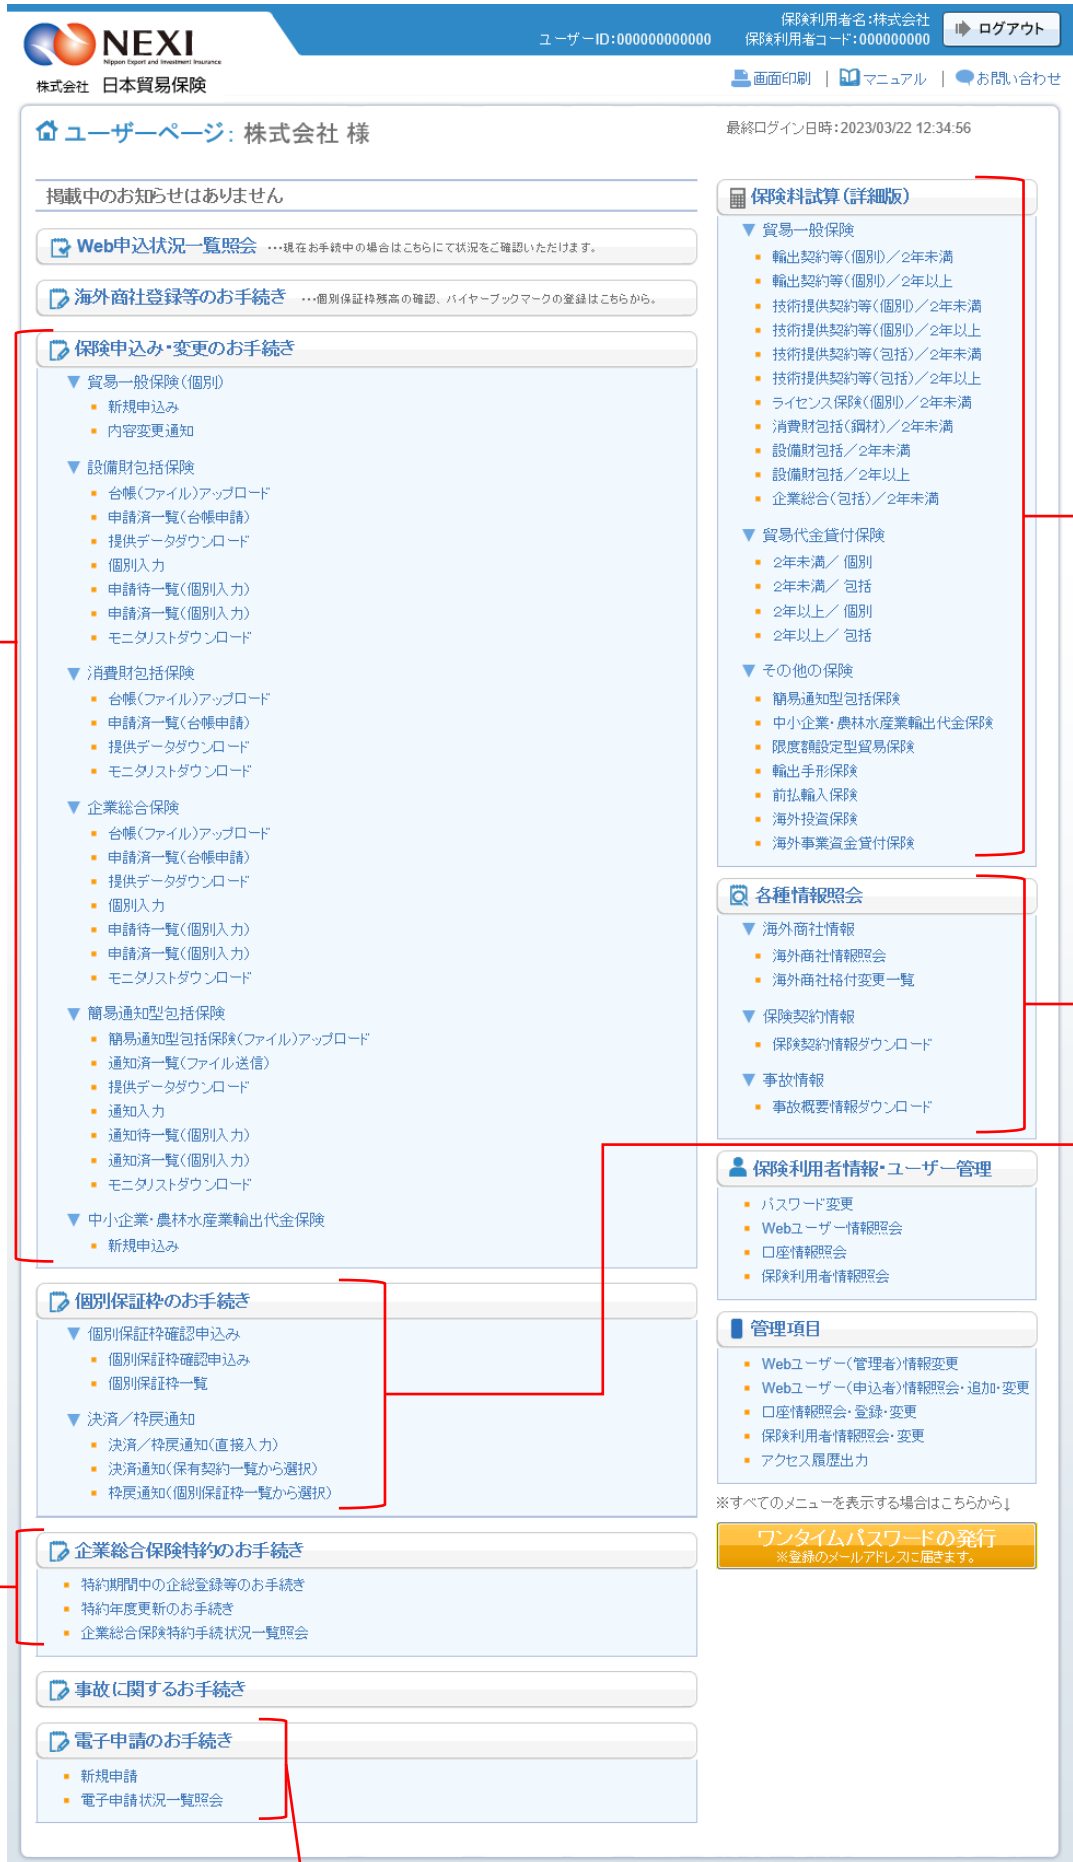 NEXI
Nippon Export and Investment Insurance
株式会社 日本貿易保険
ユーザーID:000000000000
保険利用者名:株式会社
保険利用者コード:000000000
ログアウト
画面印刷 | マニュアル | お問い合わせ
ユーザーページ: 株式会社 様
最終ログイン日時:2023/03/22 12:34:56
掲載中のお知らせはありません
Web申込状況一覧照会 …現在お手続中の場合はこちらにて状況をご確認いただけます。
海外商社登録等のお手続き …個別保証枠残高の確認、バイヤーブックマークの登録はこちらから。
保険申込み・変更のお手続き
▼ 貿易一般保険(個別)
新規申込み
内容変更通知
▼ 設備財包括保険
台帳(ファイル)アップロード
申請済一覧(台帳申請)
提供データダウンロード
個別入力
申請待一覧(個別入力)
申請済一覧(個別入力)
モニタリストダウンロード
▼ 消費財包括保険
台帳(ファイル)アップロード
申請済一覧(台帳申請)
提供データダウンロード
モニタリストダウンロード
▼ 企業総合保険
台帳(ファイル)アップロード
申請済一覧(台帳申請)
提供データダウンロード
個別入力
申請待一覧(個別入力)
申請済一覧(個別入力)
モニタリストダウンロード
▼ 簡易通知型包括保険
簡易通知型包括保険(ファイル)アップロード
通知済一覧(ファイル送信)
提供データダウンロード
通知入力
通知待一覧(個別入力)
通知済一覧(個別入力)
モニタリストダウンロード
▼ 中小企業・農林水産業輸出代金保険
新規申込み
個別保証枠のお手続き
▼ 個別保証枠確認申込み
個別保証枠確認申込み
個別保証枠一覧
▼ 決済／枠戻通知
決済／枠戻通知(直接入力)
決済通知(保有契約一覧から選択)
枠戻通知(個別保証枠一覧から選択)
企業総合保険特約のお手続き
特約期間中の企総登録等のお手続き
特約年度更新のお手続き
企業総合保険特約手続状況一覧照会
事故に関するお手続き
電子申請のお手続き
新規申請
電子申請状況一覧照会
保険料試算(詳細版)
▼ 貿易一般保険
輸出契約等(個別)／2年未満
輸出契約等(個別)／2年以上
技術提供契約等(個別)／2年未満
技術提供契約等(個別)／2年以上
技術提供契約等(包括)／2年未満
技術提供契約等(包括)／2年以上
ライセンス保険(個別)／2年未満
消費財包括(鋼材)／2年未満
設備財包括／2年未満
設備財包括／2年以上
企業総合(包括)／2年未満
▼ 貿易代金貸付保険
2年未満／ 個別
2年未満／ 包括
2年以上／ 個別
2年以上／ 包括
▼ その他の保険
簡易通知型包括保険
中小企業・農林水産業輸出代金保険
限度額設定型貿易保険
輸出手形保険
前払輸入保険
海外投資保険
海外事業資金貸付保険
各種情報照会
▼ 海外商社情報
海外商社情報照会
海外商社格付変更一覧
▼ 保険契約情報
保険契約情報ダウンロード
▼ 事故情報
事故概要情報ダウンロード
保険利用者情報・ユーザー管理
パスワード変更
Webユーザー情報照会
口座情報照会
保険利用者情報照会
管理項目
Webユーザー(管理者)情報変更
Webユーザー(申込者)情報照会・追加・変更
口座情報照会・登録・変更
保険利用者情報照会・変更
アクセス履歴出力
※すべてのメニューを表示する場合はこちらから↓
ワンタイムパスワードの発行
※登録のメールアドレスに届きます。